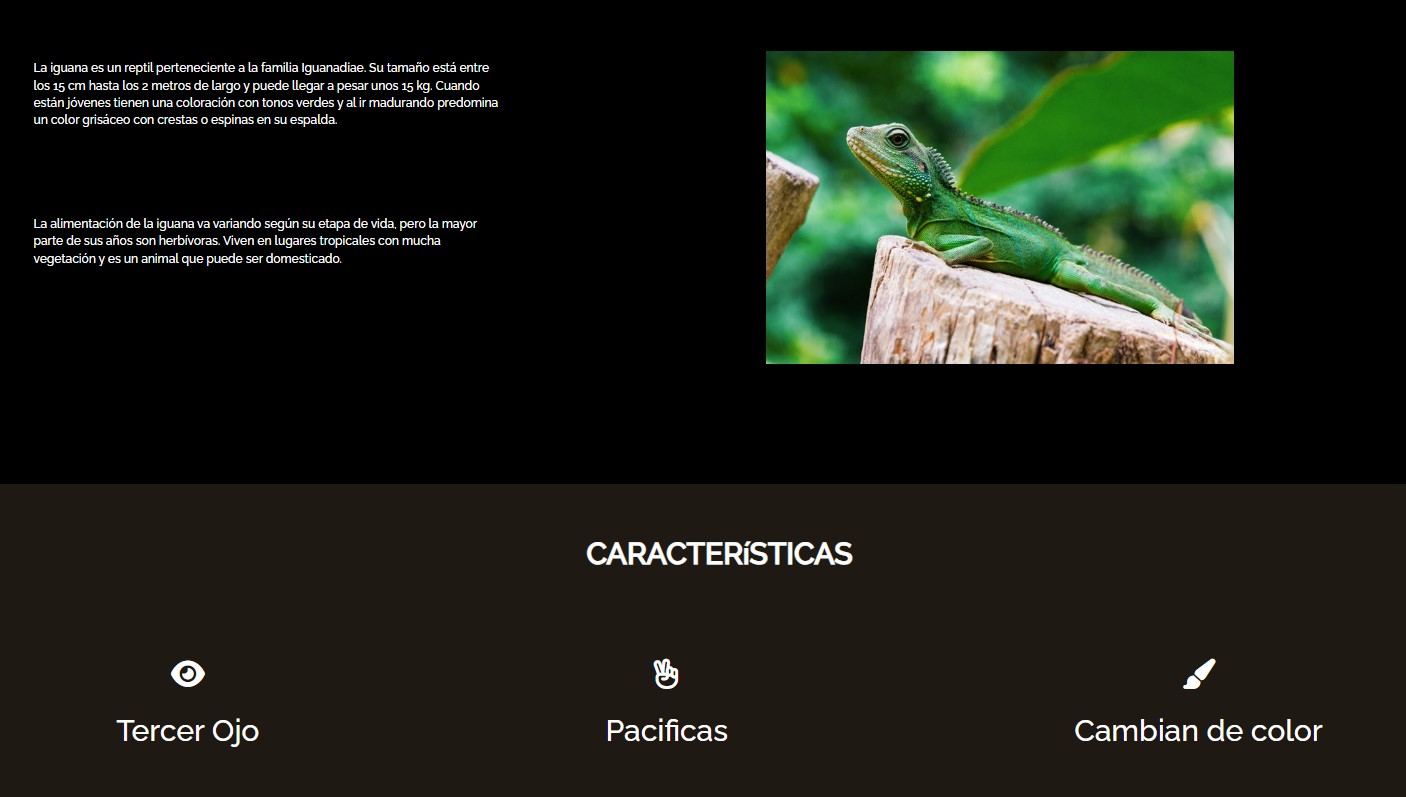 La iguana es un reptil perteneciente a la familia Iguanadiae. Su tamaño está entre
los 15 cm hasta los 2 metros de largo y puede llegar a pesar unos 15 kg. Cuando
están jóvenes tienen una coloración con tonos verdes y al ir madurando predomina
un color grisáceo con crestas o espinas en su espalda.
La alimentación de la iguana va variando según su etapa de vida, pero la mayor
parte de sus años son herbívoras. Viven en lugares tropicales con mucha
vegetación y es un animal que puede ser domesticado.
CARACTERíSTICAS
Tercer Ojo
Pacificas
Cambian de color